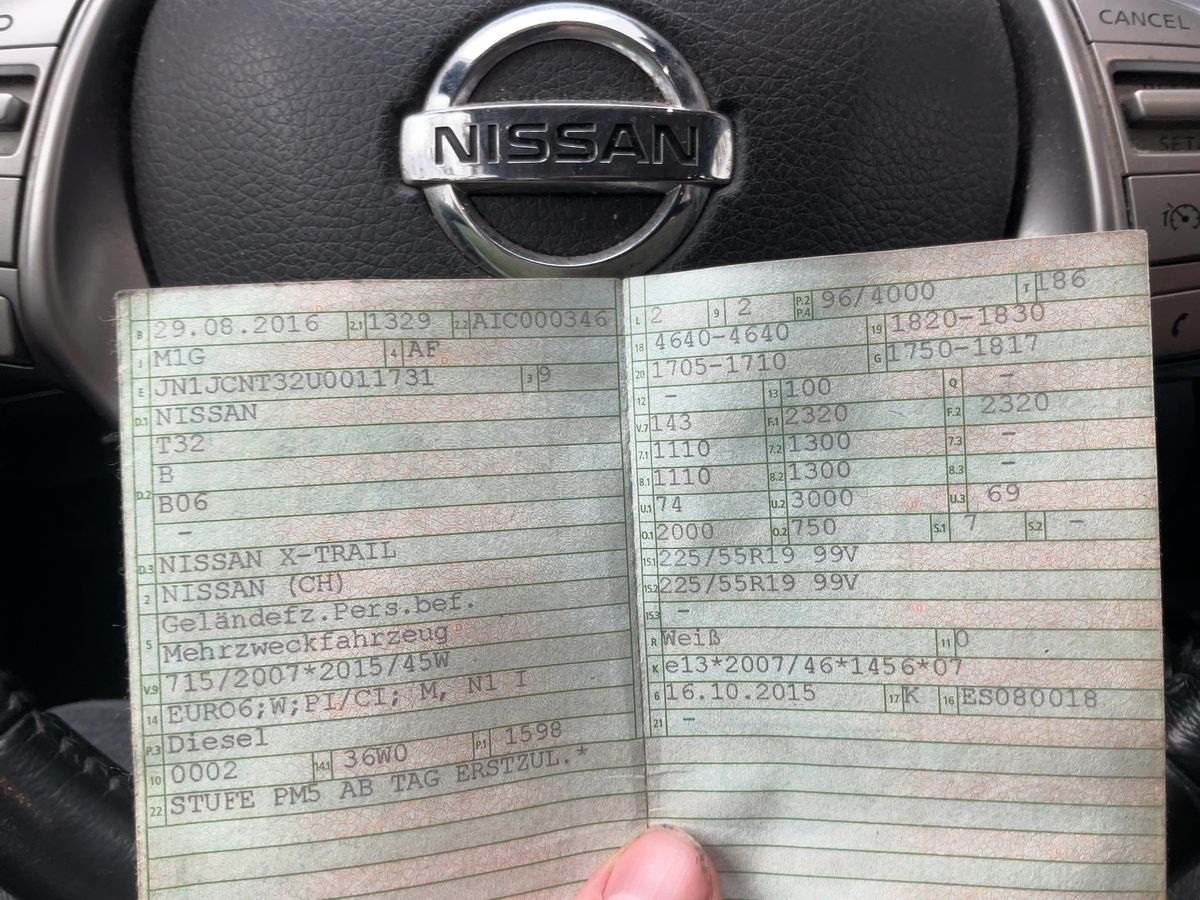 CANCEL
NISSAN
SET
B 29.08.2016 2.1 1329 2.2 AIC000346
J M1G 4 AF
E JN1JCNT32U0011731 3 9
D.1 NISSAN
T32
D.2 B
B06
-
D.3 NISSAN X-TRAIL
2 NISSAN (CH)
Geländefz.Pers.bef.
5 Mehrzweckfahrzeug
V.9 715/2007*2015/45W
14 EURO6;W;PI/CI; M, N1 I
P.3 Diesel
10 0002 14.1 36W0 P.1 1598
22 STUFE PM5 AB TAG ERSTZUL.*
L 2 9 2 P.2 P.4 96/4000 T 186
18 4640-4640 19 1820-1830
20 1705-1710 G 1750-1817
12 - 13 100 Q -
V.7 143 F.1 2320 F.2 2320
7.1 1110 7.2 1300 7.3 -
8.1 1110 8.2 1300 8.3 -
U.1 74 U.2 3000 U.3 69
O.1 2000 O.2 750 S.1 7 S.2 -
15.1 225/55R19 99V
15.2 225/55R19 99V
15.3 -
R Weiß 11 0
K e13*2007/46*1456*07
6 16.10.2015 17 K 16 ES080018
21 -